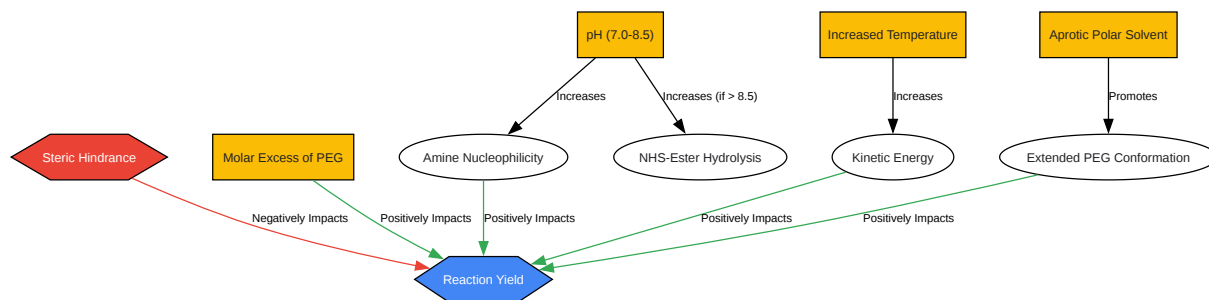 pH (7.0-8.5)
Increased Temperature
Aprotic Polar Solvent
Increases
Increases (if > 8.5)
Increases
Promotes
Steric Hindrance
Molar Excess of PEG
Amine Nucleophilicity
NHS-Ester Hydrolysis
Kinetic Energy
Extended PEG Conformation
Negatively Impacts
Positively Impacts
Positively Impacts
Positively Impacts
Positively Impacts
Reaction Yield